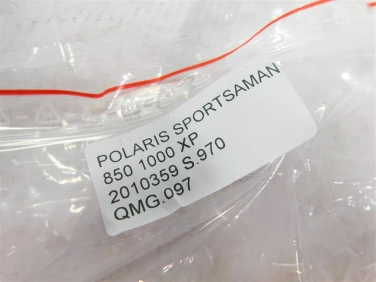 POLARIS SPORTSAMAN
850 1000 XP
2010359 S.970
QMG.097